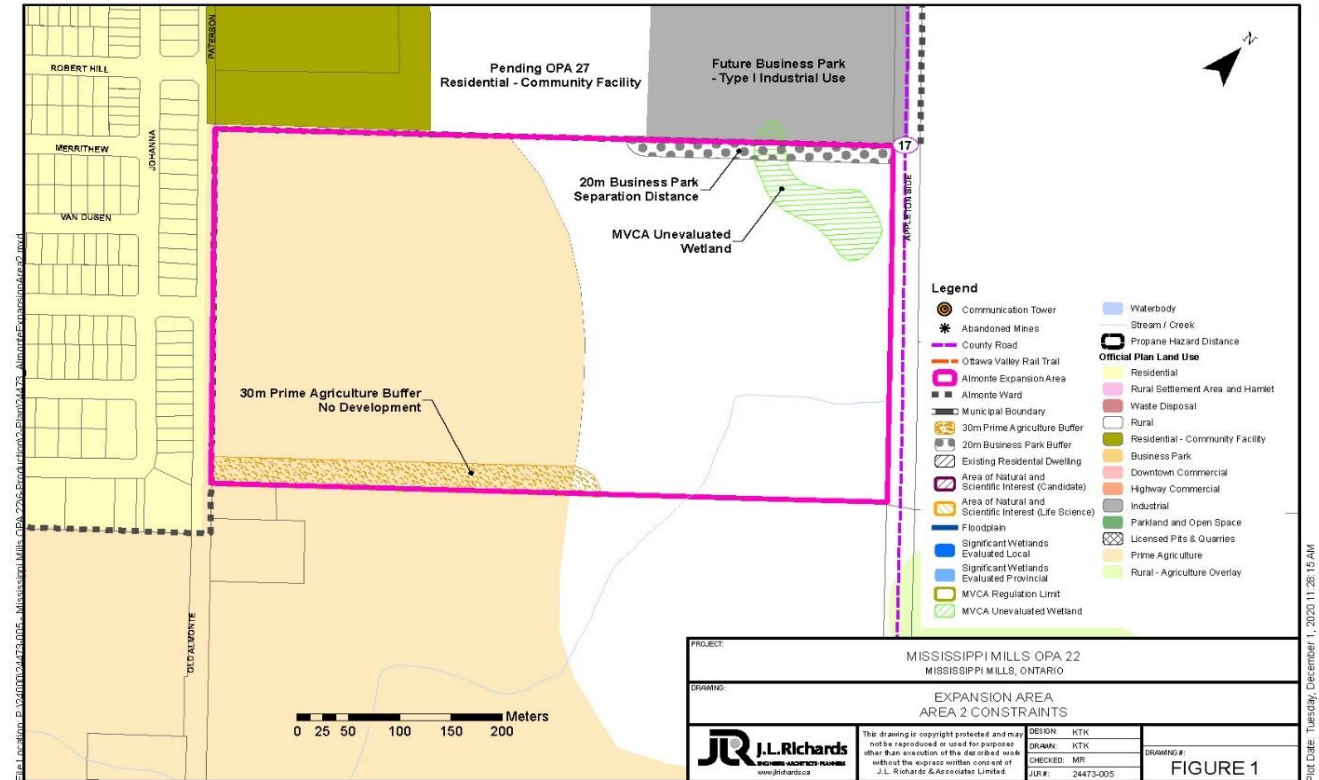 PATERSON
ROBERT HILL
MERRITHEW
JOHANNA
VAN DUSEN
OLD ALMONTE
Pending OPA 27
Residential - Community Facility
Future Business Park
- Type I Industrial Use
N
17
APPLETON SIDE
20m Business Park
Separation Distance
MVCA Unevaluated
Wetland
30m Prime Agriculture Buffer
No Development
Meters
0 25 50 100 150 200
Legend
Communication Tower
Abandoned Mines
County Road
Ottawa Valley Rail Trail
Almonte Expansion Area
Almonte Ward
Municipal Boundary
30m Prime Agriculture Buffer
20m Business Park Buffer
Existing Residental Dwelling
Area of Natural and
Scientific Interest (Candidate)
Area of Natural and
Scientific Interest (Life Science)
Floodplain
Significant Wetlands
Evaluated Local
Significant Wetlands
Evaluated Provincial
MVCA Regulation Limit
MVCA Unevaluated Wetland
Waterbody
Stream / Creek
Propane Hazard Distance
Official Plan Land Use
Residential
Rural Settlement Area and Hamlet
Waste Disposal
Rural
Residential - Community Facility
Business Park
Downtown Commercial
Highway Commercial
Industrial
Parkland and Open Space
Licensed Pits & Quarries
Prime Agriculture
Rural - Agriculture Overlay
PROJECT:
MISSISSIPPI MILLS OPA 22
MISSISSIPPI MILLS, ONTARIO
DRAWING:
EXPANSION AREA
AREA 2 CONSTRAINTS
JLR J.L.Richards
ENGINEERS·ARCHITECTS·PLANNERS
www.jlrichards.ca
This drawing is copyright protected and may
not be reproduced or used for purposes
other than execution of the described work
without the express written consent of
J.L. Richards & Associates Limited.
DESIGN: KTK
DRAWN: KTK
CHECKED: MR
JLR #: 24473-005
DRAWING #:
FIGURE 1
Plot Date: Tuesday, December 1, 2020 11:28:15 AM